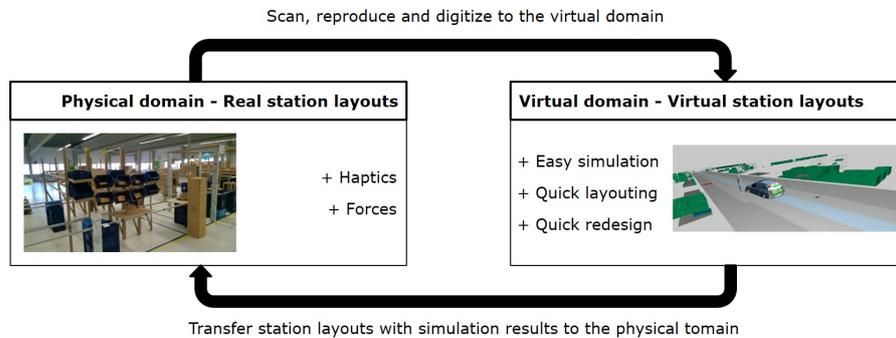 Scan, reproduce and digitize to the virtual domain
Physical domain - Real station layouts
+ Haptics
+ Forces
Virtual domain - Virtual station layouts
+ Easy simulation
+ Quick layouting
+ Quick redesign
Transfer station layouts with simulation results to the physical tomain